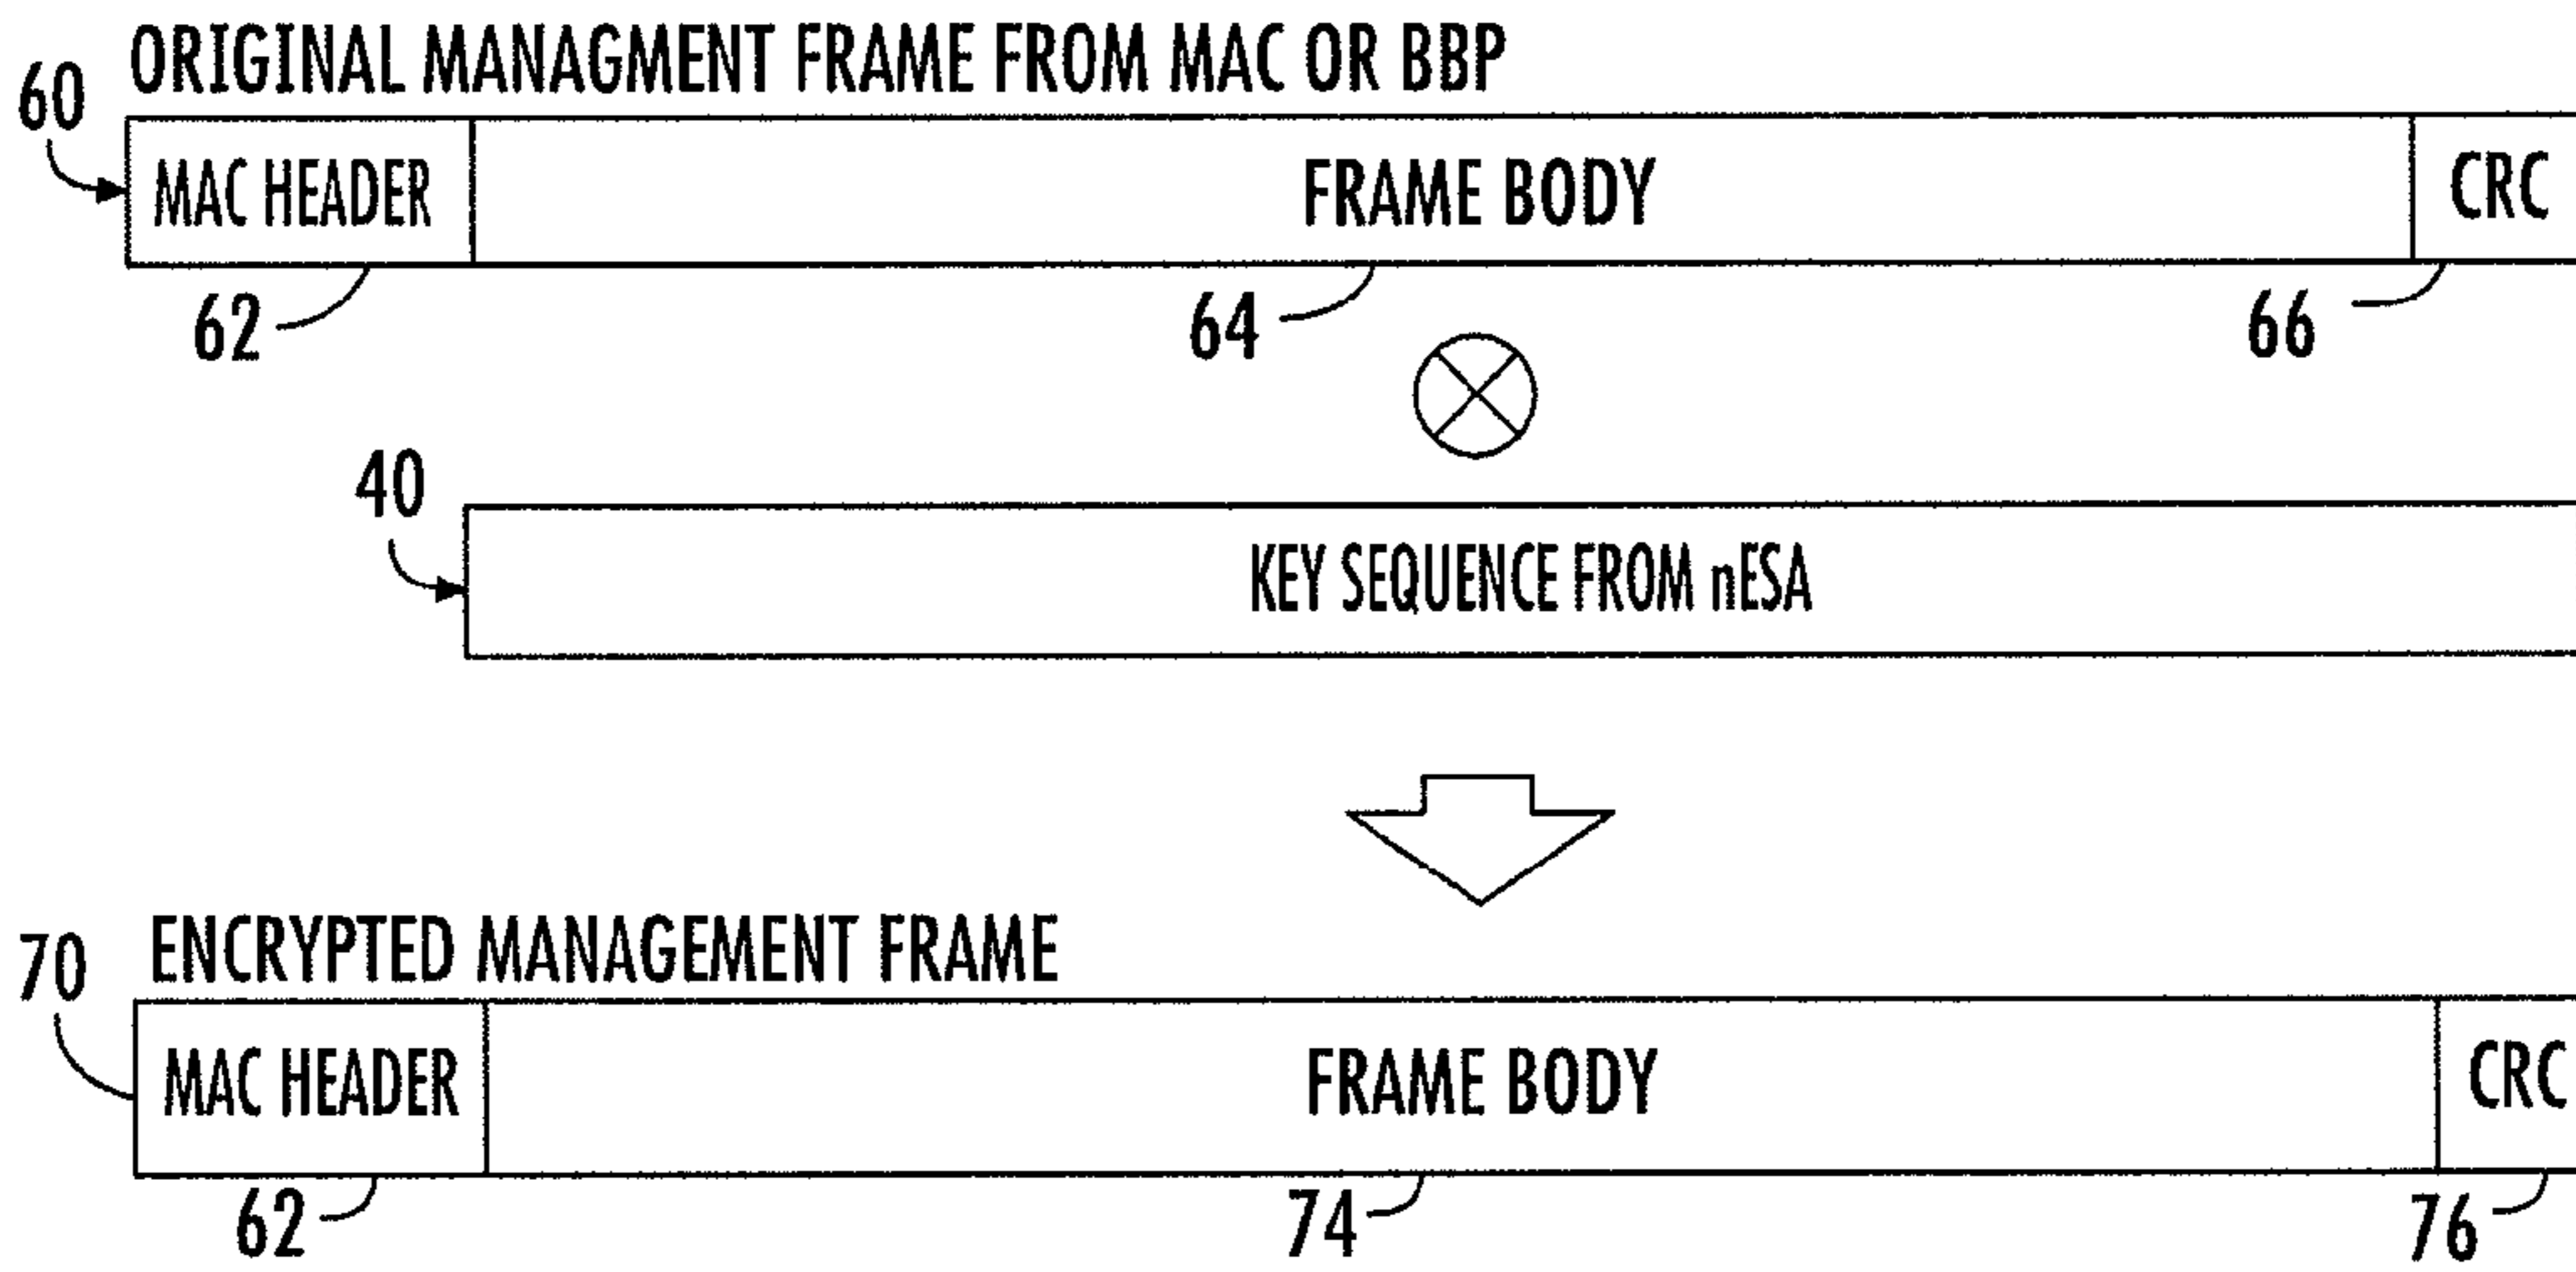 ORIGINAL MANAGMENT FRAME FROM MAC OR BBP
60
MAC HEADER FRAME BODY CRC
62 64 66
40
KEY SEQUENCE FROM nESA
ENCRYPTED MANAGEMENT FRAME
70
MAC HEADER FRAME BODY CRC
62 74 76